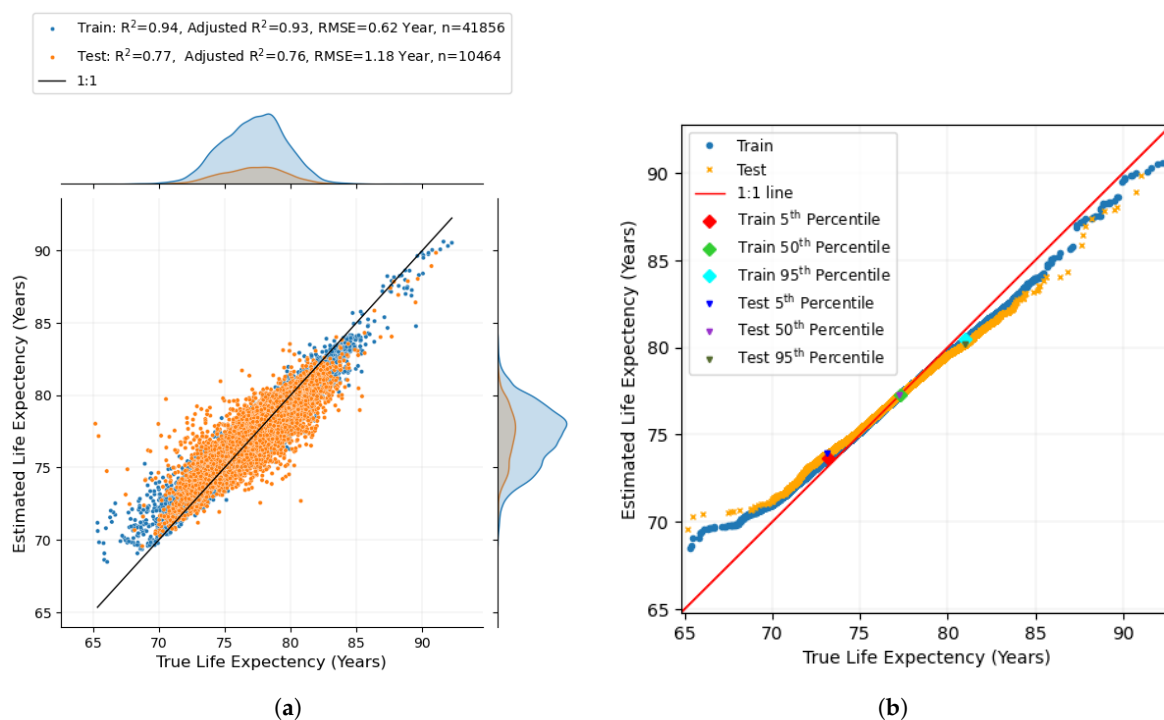 Train: R²=0.94, Adjusted R²=0.93, RMSE=0.62 Year, n=41856
Test: R²=0.77, Adjusted R²=0.76, RMSE=1.18 Year, n=10464
1:1
90
85
80
75
70
65
Estimated Life Expectency (Years)
65 70 75 80 85 90
True Life Expectency (Years)
(a)
Train
Test
1:1 line
Train 5th Percentile
Train 50th Percentile
Train 95th Percentile
Test 5th Percentile
Test 50th Percentile
Test 95th Percentile
90
85
80
75
70
65
Estimated Life Expectency (Years)
65 70 75 80 85 90
True Life Expectency (Years)
(b)